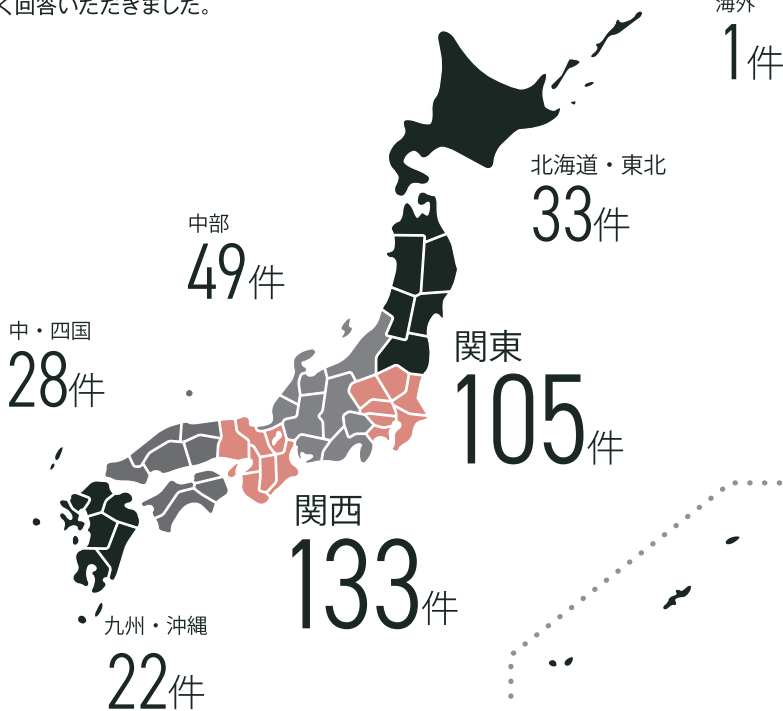 く回答いただきました。
海外
1件
北海道・東北
33件
中部
49件
中・四国
28件
関東
105件
関西
133件
九州・沖縄
22件